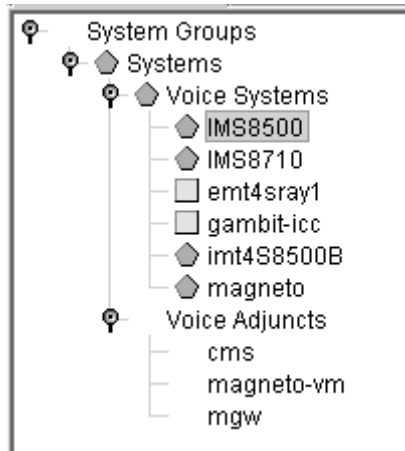 System Groups
Systems
Voice Systems
IMS8500
IMS8710
emt4sray1
gambit-icc
imt4S8500B
magneto
Voice Adjuncts
cms
magneto-vm
mgw